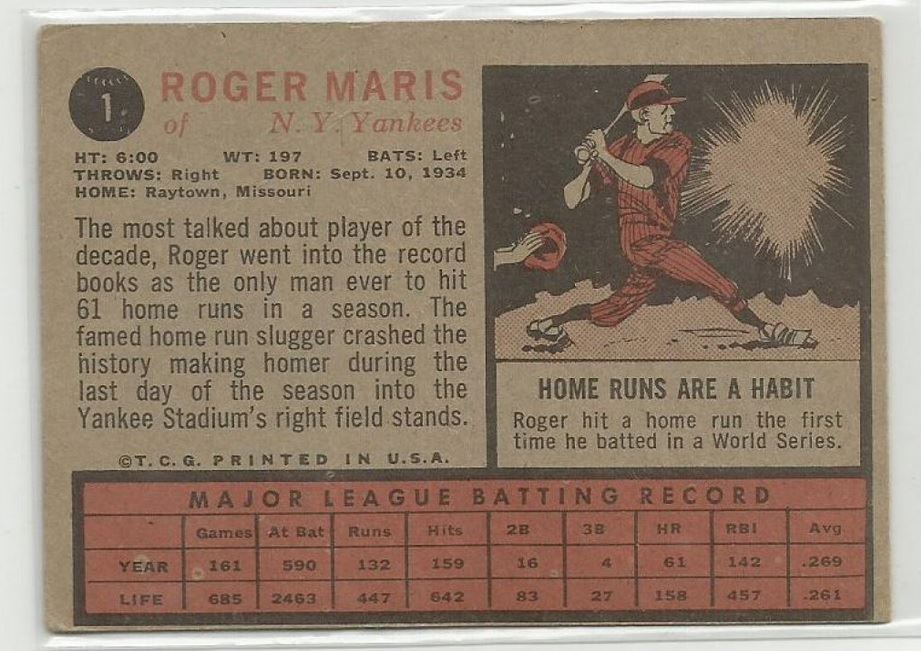 1
ROGER MARIS
of N. Y. Yankees
HT: 6:00 WT: 197 BATS: Left
THROWS: Right BORN: Sept. 10, 1934
HOME: Raytown, Missouri
The most talked about player of the
decade, Roger went into the record
books as the only man ever to hit
61 home runs in a season. The
famed home run slugger crashed the
history making homer during the
last day of the season into the
Yankee Stadium's right field stands.
©T. C. G. PRINTED IN U.S.A.
HOME RUNS ARE A HABIT
Roger hit a home run the first
time he batted in a World Series.
MAJOR LEAGUE BATTING RECORD
Games At Bat Runs Hits 2B 3B HR RBI Avg
YEAR 161 590 132 159 16 4 61 142 .269
LIFE 685 2463 447 642 83 27 158 457 .261